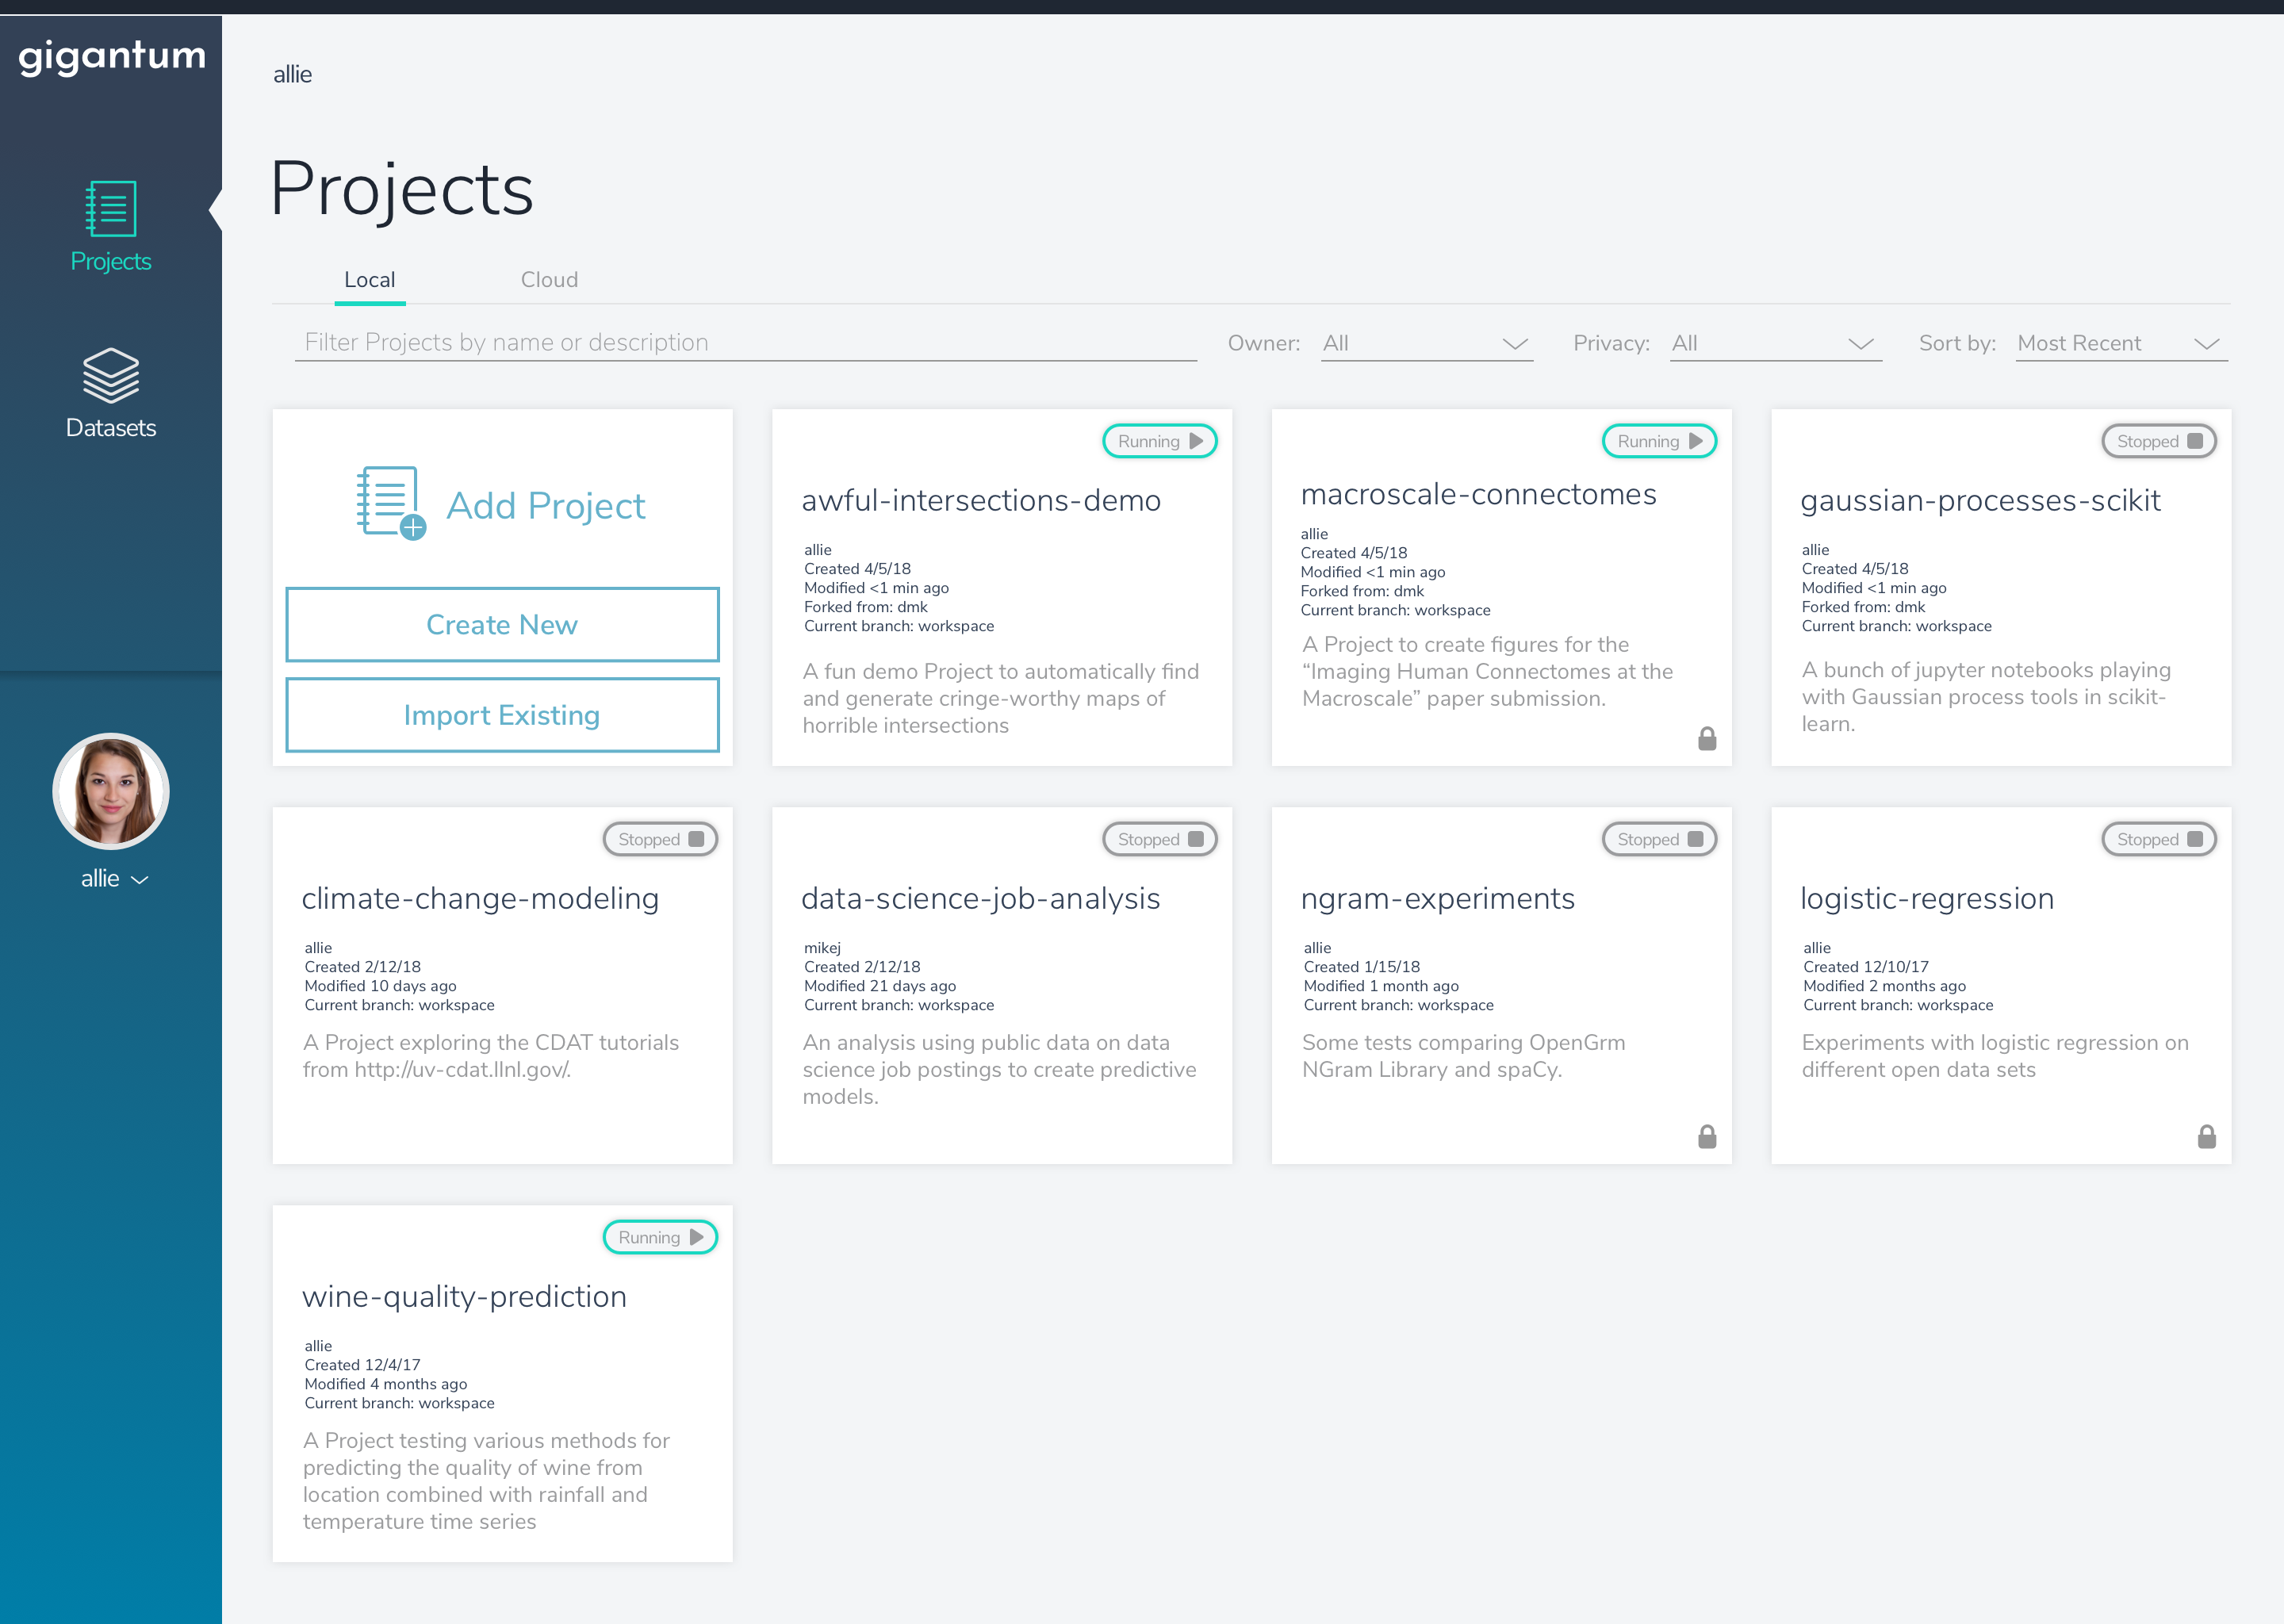 gigantum
Projects
Datasets
allie
allie
Projects
Local Cloud
Filter Projects by name or description Owner: All Privacy: All Sort by: Most Recent
Add Project
Create New
Import Existing
Running
awful-intersections-demo
allie
Created 4/5/18
Modified <1 min ago
Forked from: dmk
Current branch: workspace
A fun demo Project to automatically find
and generate cringe-worthy maps of
horrible intersections
Running
macroscale-connectomes
allie
Created 4/5/18
Modified <1 min ago
Forked from: dmk
Current branch: workspace
A Project to create figures for the
“Imaging Human Connectomes at the
Macroscale” paper submission.
Stopped
gaussian-processes-scikit
allie
Created 4/5/18
Modified <1 min ago
Forked from: dmk
Current branch: workspace
A bunch of jupyter notebooks playing
with Gaussian process tools in scikit-
learn.
Stopped
climate-change-modeling
allie
Created 2/12/18
Modified 10 days ago
Current branch: workspace
A Project exploring the CDAT tutorials
from http://uv-cdat.llnl.gov/.
Stopped
data-science-job-analysis
mikej
Created 2/12/18
Modified 21 days ago
Current branch: workspace
An analysis using public data on data
science job postings to create predictive
models.
Stopped
ngram-experiments
allie
Created 1/15/18
Modified 1 month ago
Current branch: workspace
Some tests comparing OpenGrm
NGram Library and spaCy.
Stopped
logistic-regression
allie
Created 12/10/17
Modified 2 months ago
Current branch: workspace
Experiments with logistic regression on
different open data sets
Running
wine-quality-prediction
allie
Created 12/4/17
Modified 4 months ago
Current branch: workspace
A Project testing various methods for
predicting the quality of wine from
location combined with rainfall and
temperature time series